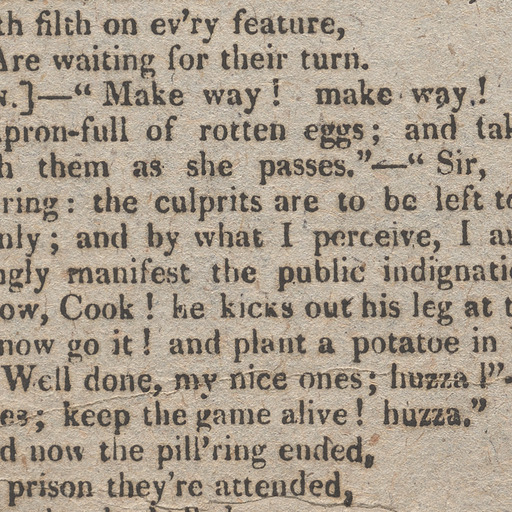 th filth on ev'ry feature,
Are waiting for their turn.
w.]—“ Make way! make way.!
pron-full of rotten eggs; and tak
h them as she passes.”—“ Sir,
ring: the culprits are to be left to
nly; and by what I perceive, I am
ngly manifest the public indignatio
ow, Cook! he kicks out his leg at t
now go it! and plant a potatoe in
Well done, my nice ones; huzza!”-
es; keep the game alive! huzza.”
d now the pill'ring ended,
prison they're attended,